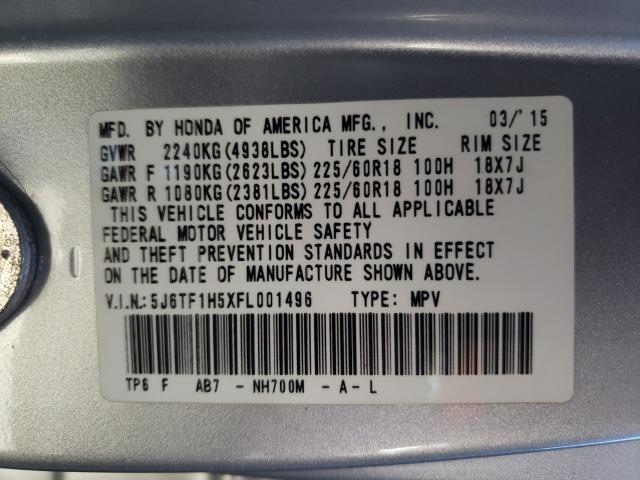 MFD. BY HONDA OF AMERICA MFG., INC. 03/'15
GVWR 2240KG(4938LBS) TIRE SIZE RIM SIZE
GAWR F 1190KG(2623LBS) 225/60R18 100H 18X7J
GAWR R 1080KG(2381LBS) 225/60R18 100H 18X7J
THIS VEHICLE CONFORMS TO ALL APPLICABLE
FEDERAL MOTOR VEHICLE SAFETY
AND THEFT PREVENTION STANDARDS IN EFFECT
ON THE DATE OF MANUFACTURE SHOWN ABOVE.
V.I.N.:5J6TF1H5XFL001496 TYPE: MPV
TP6 F AB7 - NH700M - A - L